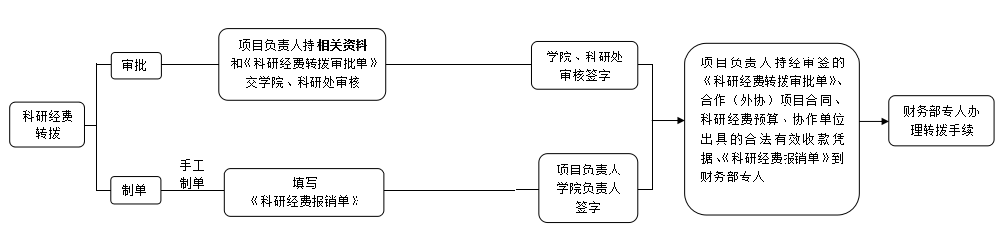 科研经费
转拨
审批
项目负责人持相关资料
和《科研经费转拨审批单》
交学院、科研处审核
学院、科研处
审核签字
制单
手工
制单
填写
《科研经费报销单》
项目负责人
学院负责人
签字
项目负责人持经审签的
《科研经费转拨审批单》、
合作（外协）项目合同、
科研经费预算、协作单位
出具的合法有效收款凭
据、《科研经费报销单》到
财务部专人
财务部专人办
理转拨手续